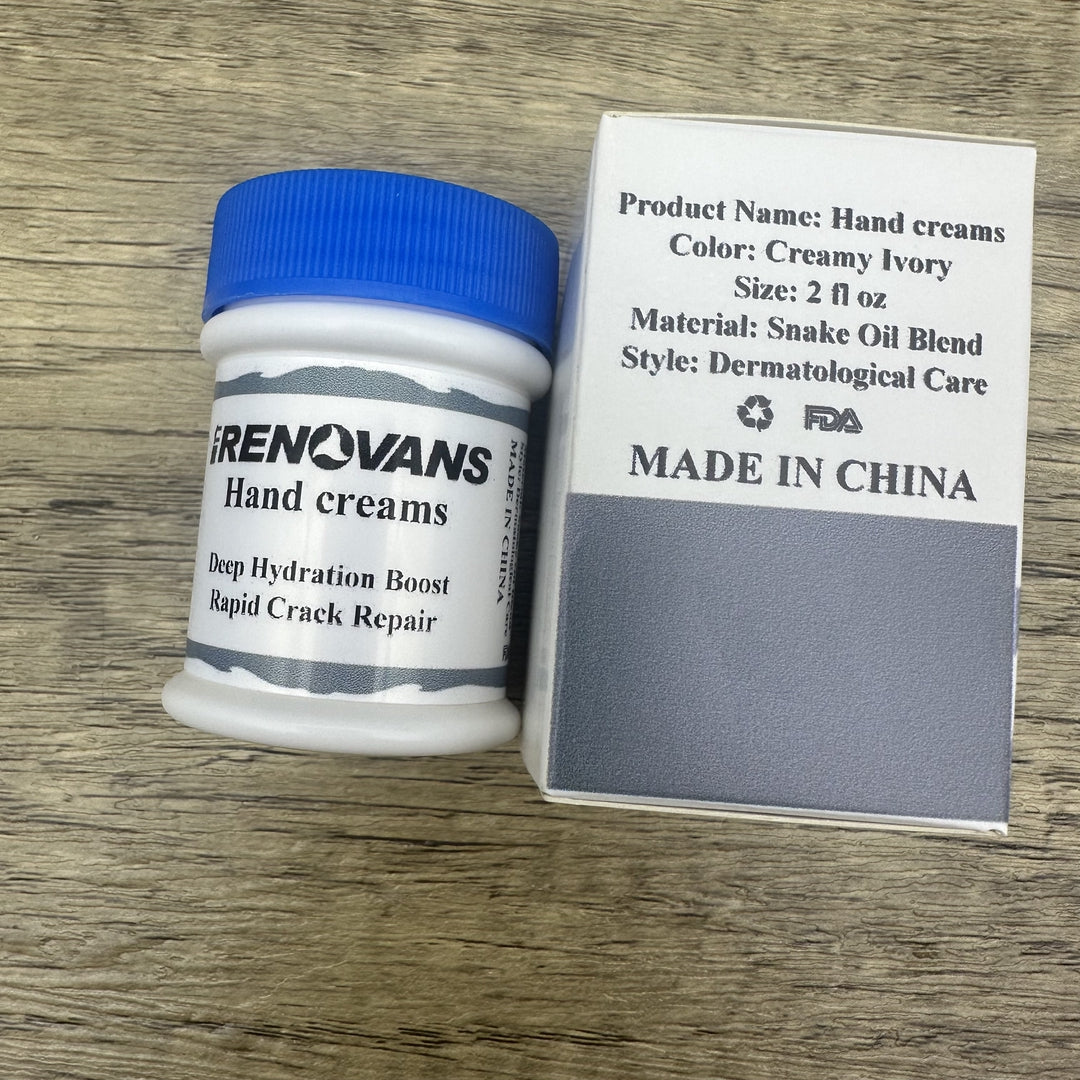 RENOVANS
Hand creams
Deep Hydration Boost
Rapid Crack Repair
MADE IN CHINA
Product Name: Hand creams
Color: Creamy Ivory
Size: 2 fl oz
Material: Snake Oil Blend
Style: Dermatological Care
FDA
MADE IN CHINA